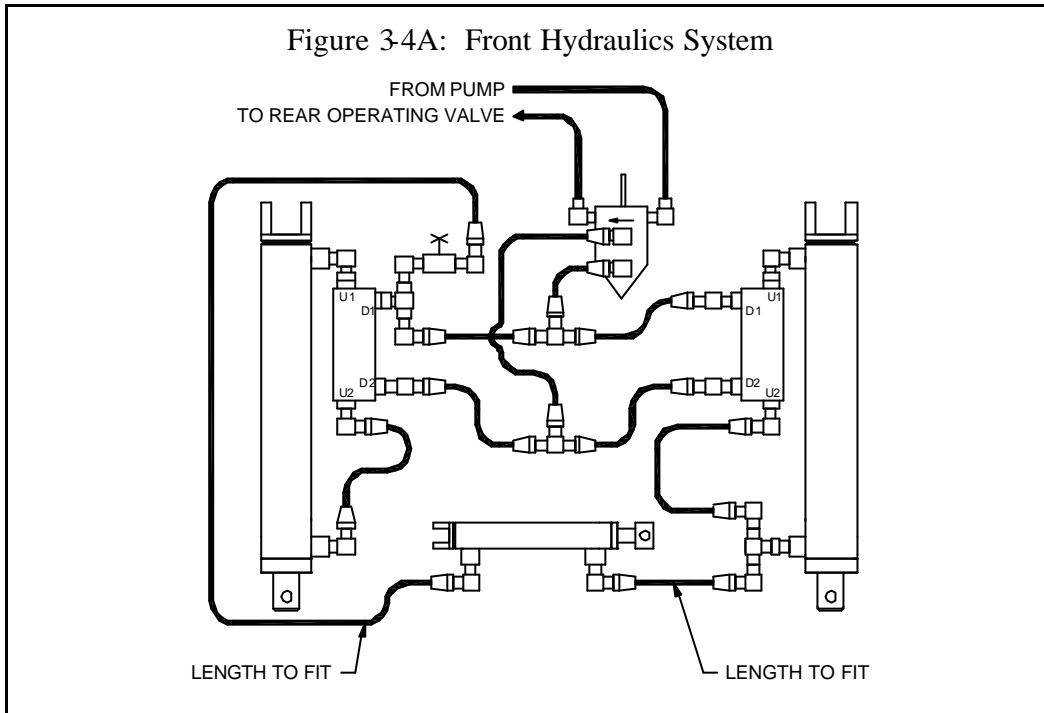 Figure 3-4A: Front Hydraulics System
FROM PUMP
TO REAR OPERATING VALVE
U1
D1
D2
U2
U1
D1
D2
U2
LENGTH TO FIT
LENGTH TO FIT